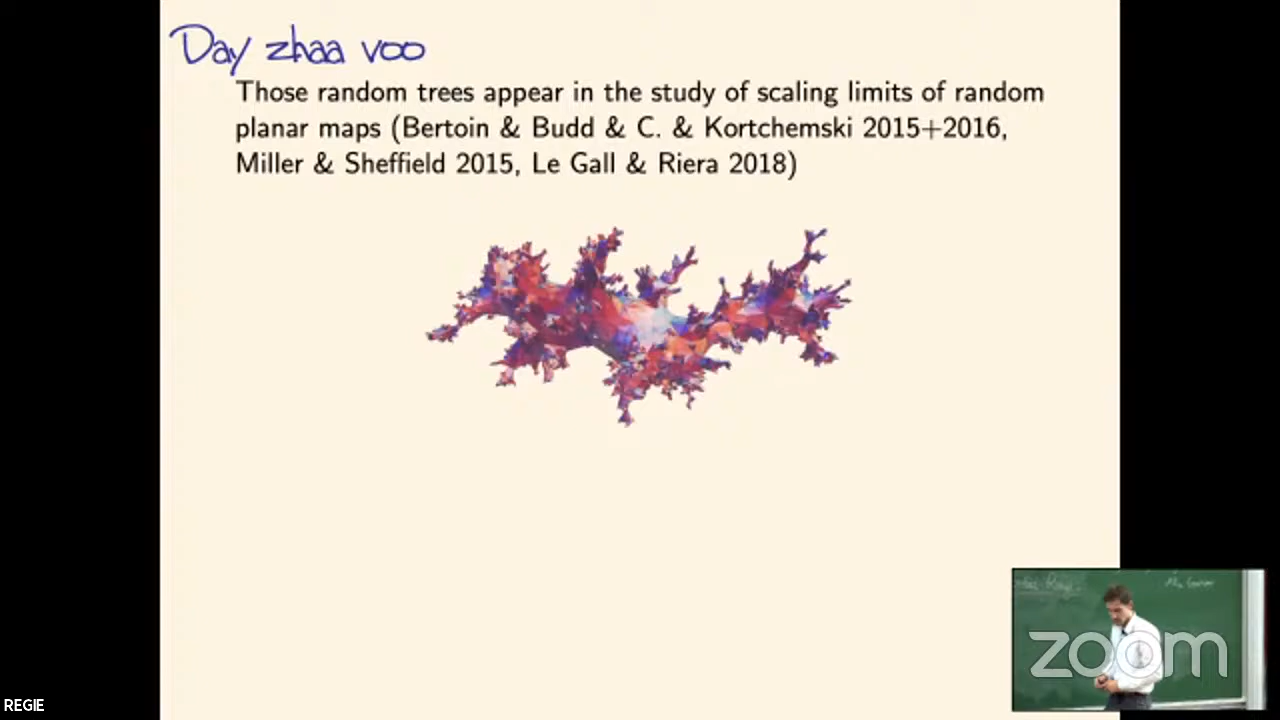 Day zhaa voo
Those random trees appear in the study of scaling limits of random
planar maps (Bertoin & Budd & C. & Kortchemski 2015+2016,
Miller & Sheffield 2015, Le Gall & Riera 2018)
zoom
REGIE